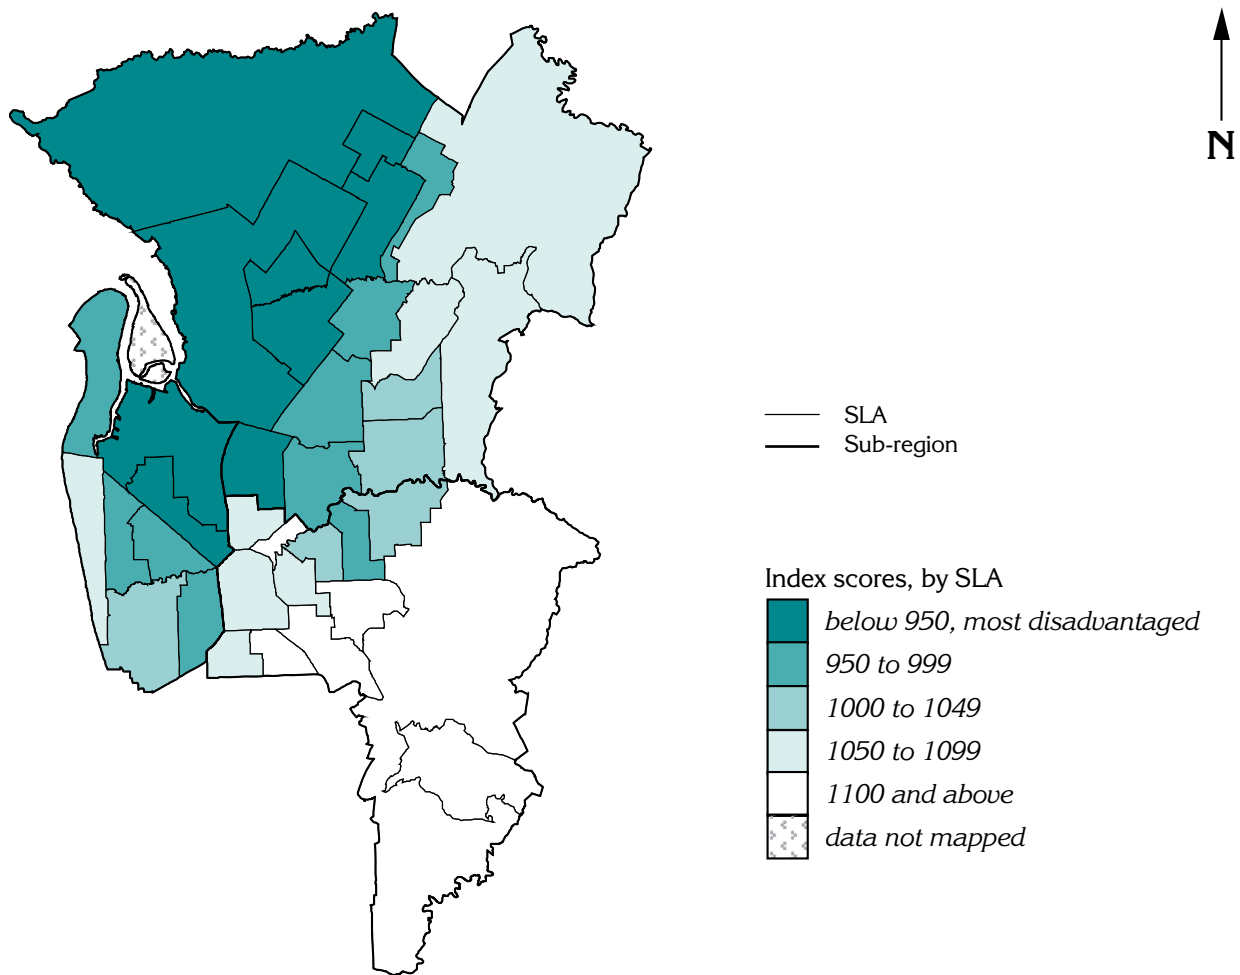 N
SLA
Sub-region
Index scores, by SLA
below 950, most disadvantaged
950 to 999
1000 to 1049
1050 to 1099
1100 and above
data not mapped